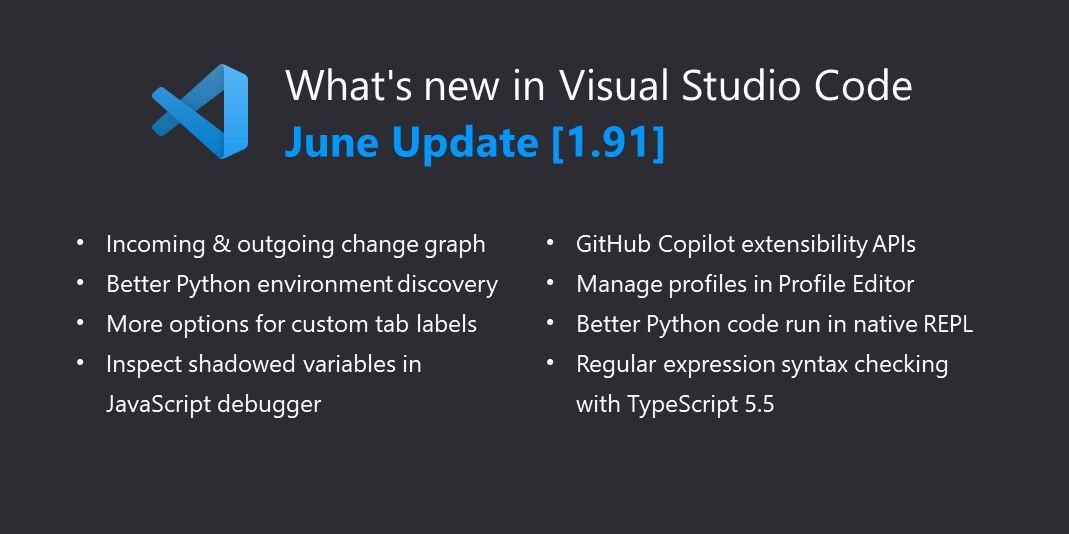 What's new in Visual Studio Code
June Update [1.91]
• Incoming & outgoing change graph
• Better Python environment discovery
• More options for custom tab labels
• Inspect shadowed variables in
JavaScript debugger
• GitHub Copilot extensibility APIs
• Manage profiles in Profile Editor
• Better Python code run in native REPL
• Regular expression syntax checking
with TypeScript 5.5